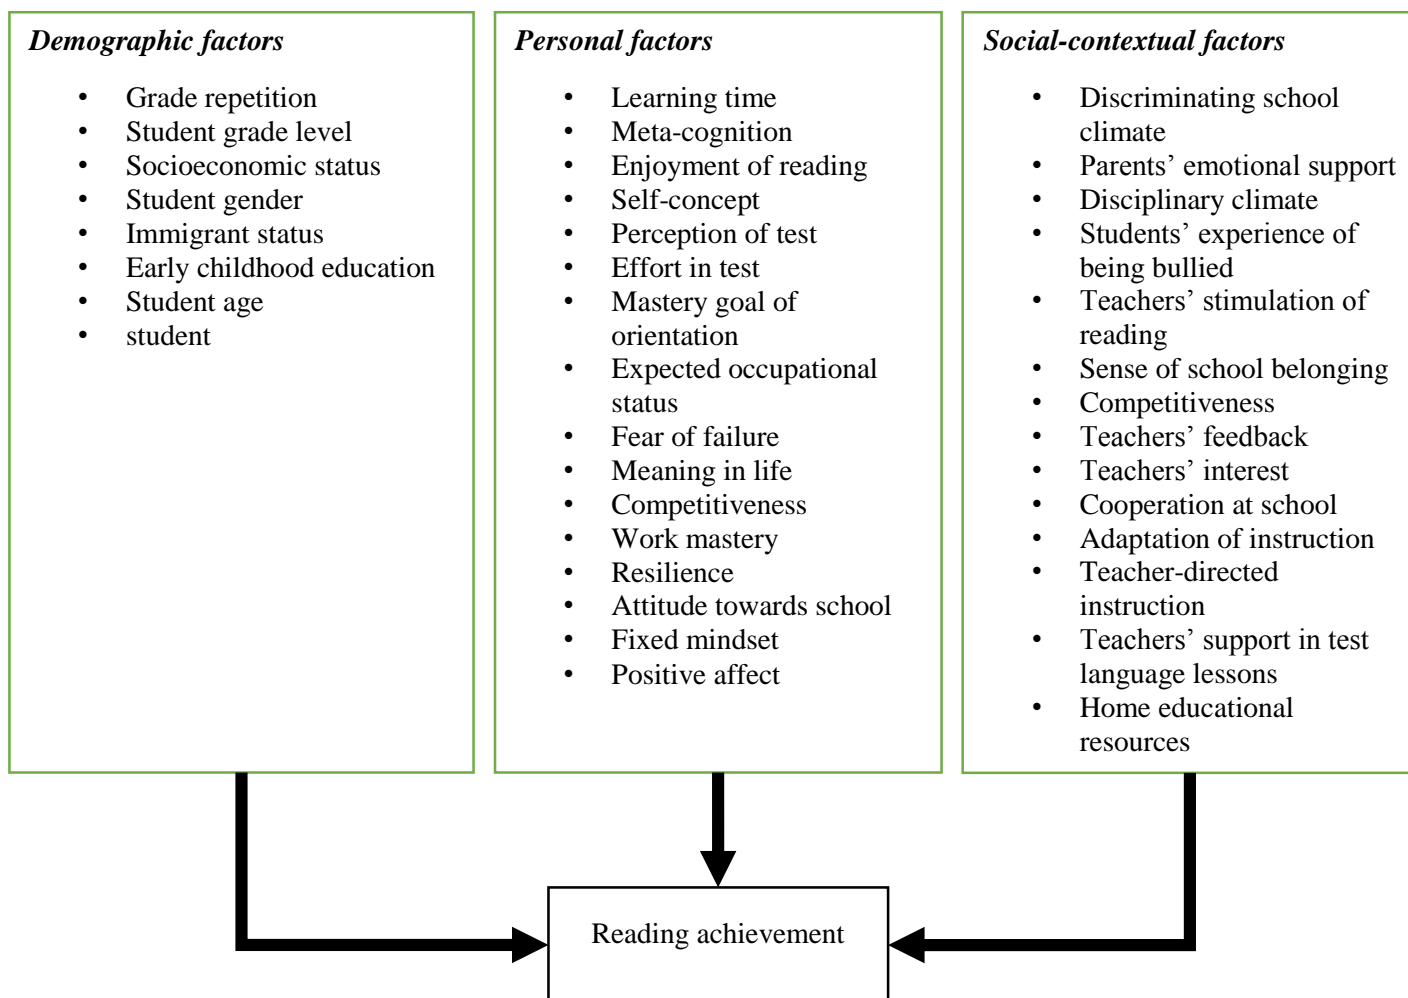 Demographic factors
• Grade repetition
• Student grade level
• Socioeconomic status
• Student gender
• Immigrant status
• Early childhood education
• Student age
• student
Personal factors
• Learning time
• Meta-cognition
• Enjoyment of reading
• Self-concept
• Perception of test
• Effort in test
• Mastery goal of
orientation
• Expected occupational
status
• Fear of failure
• Meaning in life
• Competitiveness
• Work mastery
• Resilience
• Attitude towards school
• Fixed mindset
• Positive affect
Social-contextual factors
• Discriminating school
climate
• Parents’ emotional support
• Disciplinary climate
• Students’ experience of
being bullied
• Teachers’ stimulation of
reading
• Sense of school belonging
• Competitiveness
• Teachers’ feedback
• Teachers’ interest
• Cooperation at school
• Adaptation of instruction
• Teacher-directed
instruction
• Teachers’ support in test
language lessons
• Home educational
resources
Reading achievement